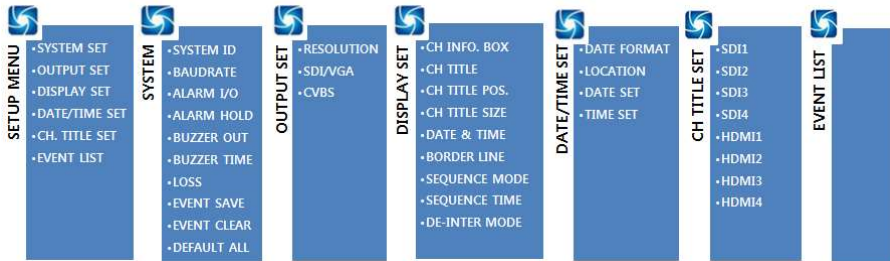 SETUP MENU
•SYSTEM SET
•OUTPUT SET
•DISPLAY SET
•DATE/TIME SET
•CH. TITLE SET
•EVENT LIST
SYSTEM
•SYSTEM ID
•BAUDRATE
•ALARM I/O
•ALARM HOLD
•BUZZER OUT
•BUZZER TIME
•LOSS
•EVENT SAVE
•EVENT CLEAR
•DEFAULT ALL
OUTPUT SET
•RESOLUTION
•SDI/VGA
•CVBS
DISPLAY SET
•CH INFO. BOX
•CH TITLE
•CH TITLE POS.
•CH TITLE SIZE
•DATE & TIME
•BORDER LINE
•SEQUENCE MODE
•SEQUENCE TIME
•DE-INTER MODE
DATE/TIME SET
•DATE FORMAT
•LOCATION
•DATE SET
•TIME SET
CH TITLE SET
•SDI1
•SDI2
•SDI3
•SDI4
•HDMI1
•HDMI2
•HDMI3
•HDMI4
EVENT LIST